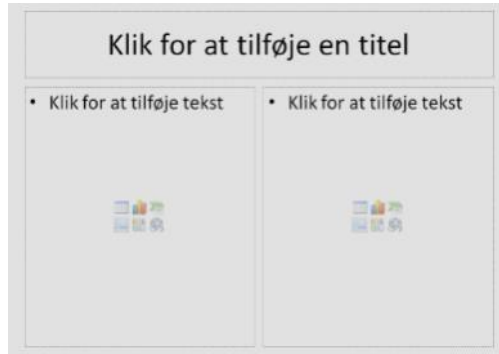 Klik for at tilføje en titel
• Klik for at tilføje tekst
• Klik for at tilføje tekst